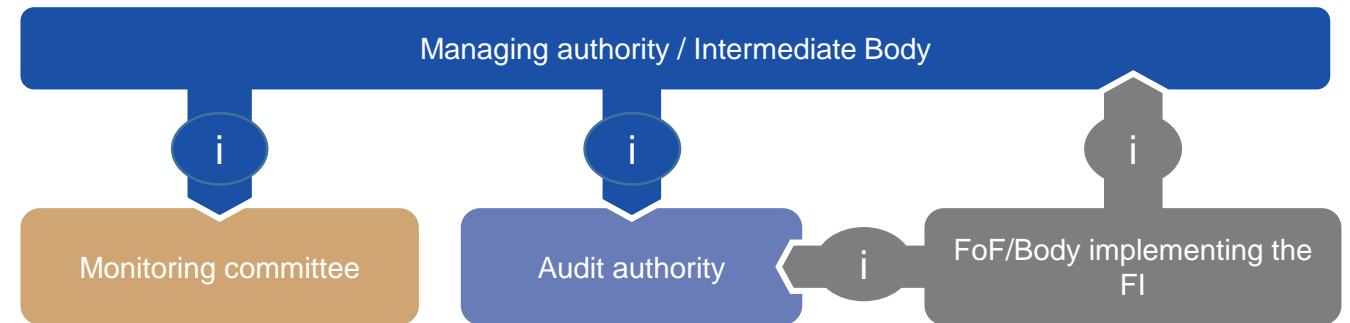 Managing authority / Intermediate Body
i
i
i
Monitoring committee
Audit authority
i
FoF/Body implementing the
FI